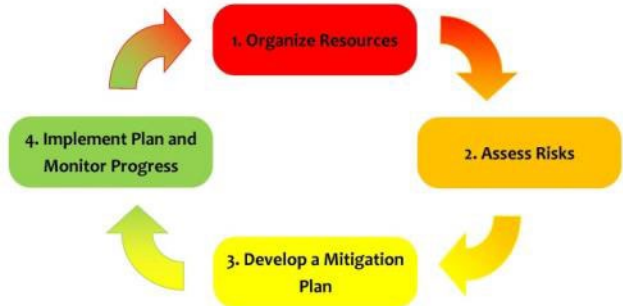 1. Organize Resources
2. Assess Risks
3. Develop a Mitigation
Plan
4. Implement Plan and
Monitor Progress